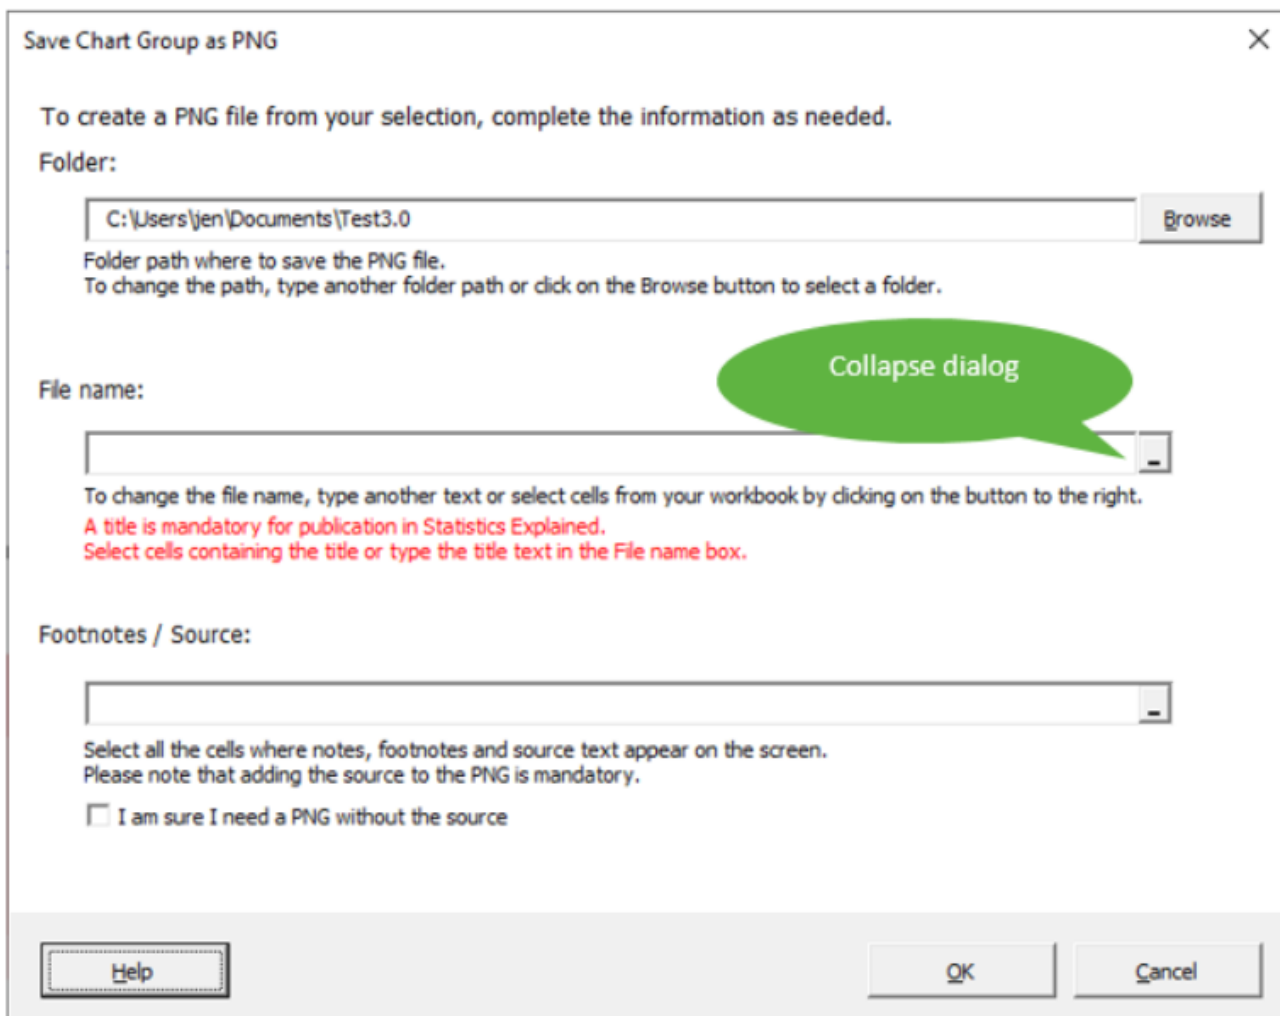 Save Chart Group as PNG
To create a PNG file from your selection, complete the information as needed.
Folder:
C:\Users\jen\Documents\Test3.0
Browse
Folder path where to save the PNG file.
To change the path, type another folder path or click on the Browse button to select a folder.
Collapse dialog
File name:
To change the file name, type another text or select cells from your workbook by clicking on the button to the right.
A title is mandatory for publication in Statistics Explained.
Select cells containing the title or type the title text in the File name box.
Footnotes / Source:
Select all the cells where notes, footnotes and source text appear on the screen.
Please note that adding the source to the PNG is mandatory.
I am sure I need a PNG without the source
Help
OK
Cancel